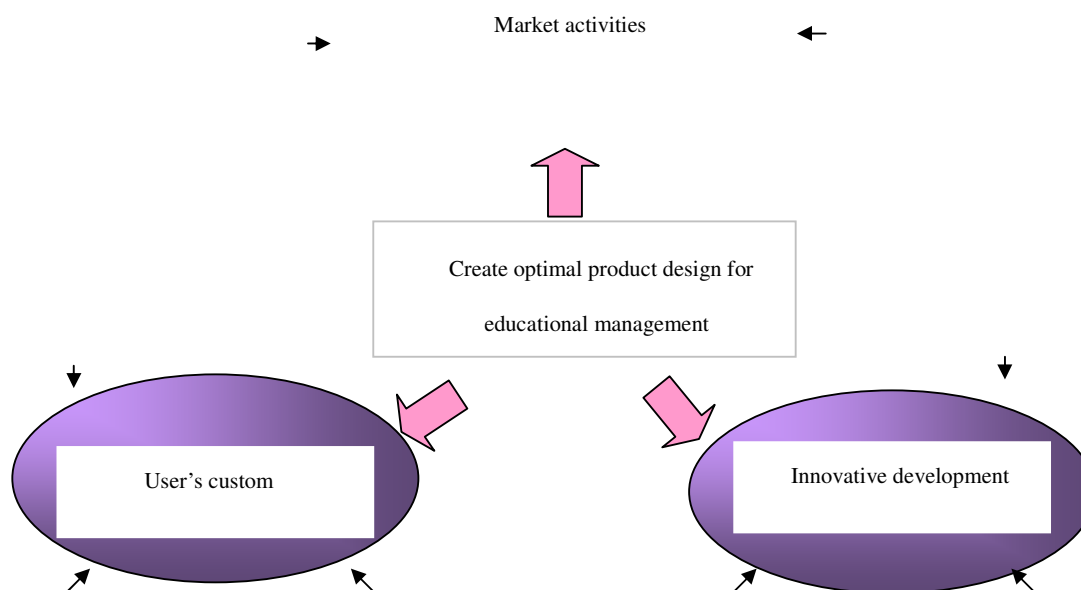 Market activities
Create optimal product design for
educational management
User’s custom
Innovative development